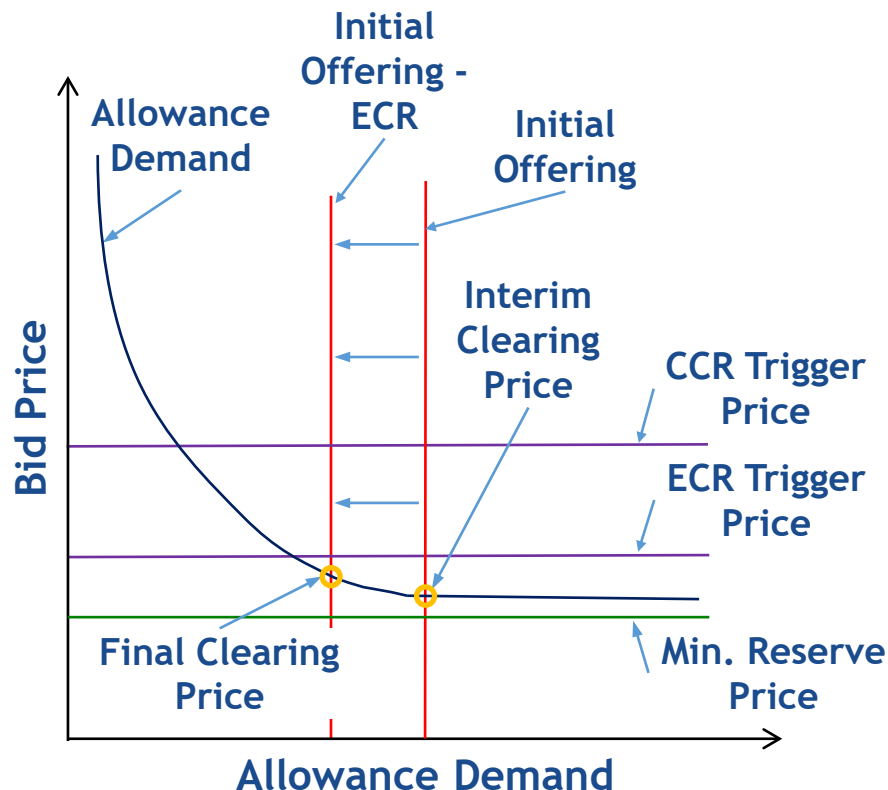 Initial
Offering -
ECR
Allowance
Demand
Initial
Offering
Interim
Clearing
Price
CCR Trigger
Price
ECR Trigger
Price
Bid Price
Final Clearing
Price
Min. Reserve
Price
Allowance Demand